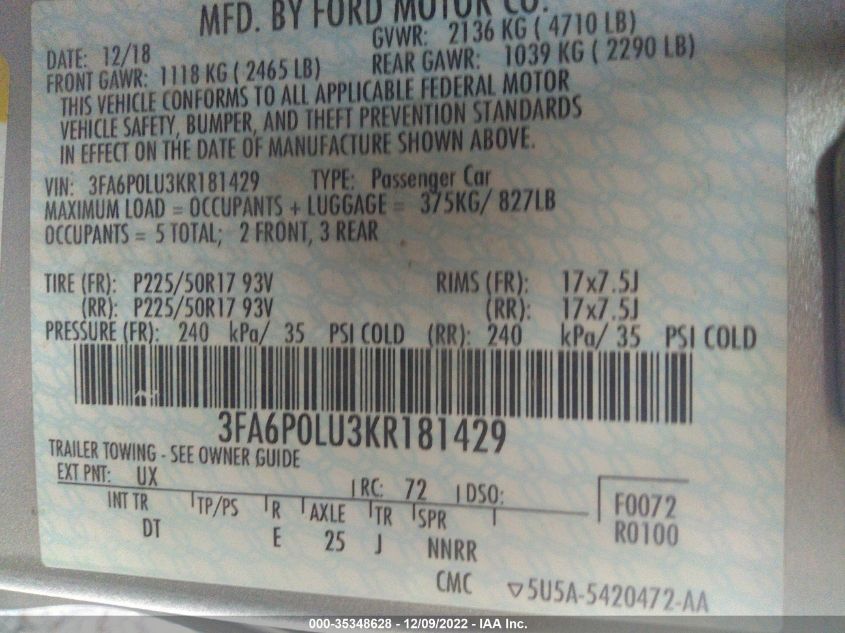 MFD. BY FORD MOTOR CO.
DATE: 12/18
GVWR: 2136 KG ( 4710 LB)
FRONT GAWR: 1118 KG ( 2465 LB)
REAR GAWR: 1039 KG ( 2290 LB)
THIS VEHICLE CONFORMS TO ALL APPLICABLE FEDERAL MOTOR
VEHICLE SAFETY, BUMPER, AND THEFT PREVENTION STANDARDS
IN EFFECT ON THE DATE OF MANUFACTURE SHOWN ABOVE.
VIN: 3FA6P0LU3KR181429 TYPE: Passenger Car
MAXIMUM LOAD = OCCUPANTS + LUGGAGE = 375KG/ 827LB
OCCUPANTS = 5 TOTAL; 2 FRONT, 3 REAR
TIRE (FR): P225/50R17 93V RIMS (FR): 17x7.5J
(RR): P225/50R17 93V (RR): 17x7.5J
PRESSURE (FR): 240 kPa/ 35 PSI COLD (RR): 240 kPa/ 35 PSI COLD
3FA6P0LU3KR181429
TRAILER TOWING - SEE OWNER GUIDE
EXT PNT: UX RC: 72 DSO:
INT TR TP/PS R AXLE TR SPR
DT E 25 J NNRR
F0072
R0100
CMC ▽5U5A-5420472-AA
000-35348628 - 12/09/2022 - IAA Inc.